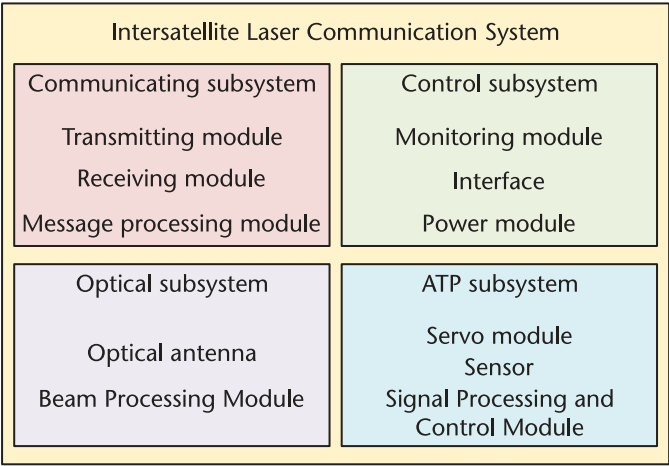 Intersatellite Laser Communication System
Communicating subsystem
Transmitting module
Receiving module
Message processing module
Control subsystem
Monitoring module
Interface
Power module
Optical subsystem
Optical antenna
Beam Processing Module
ATP subsystem
Servo module
Sensor
Signal Processing and
Control Module